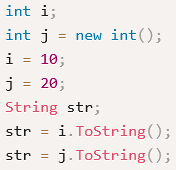 int i;
int j = new int();
i = 10;
j = 20;
String str;
str = i.ToString();
str = j.ToString();